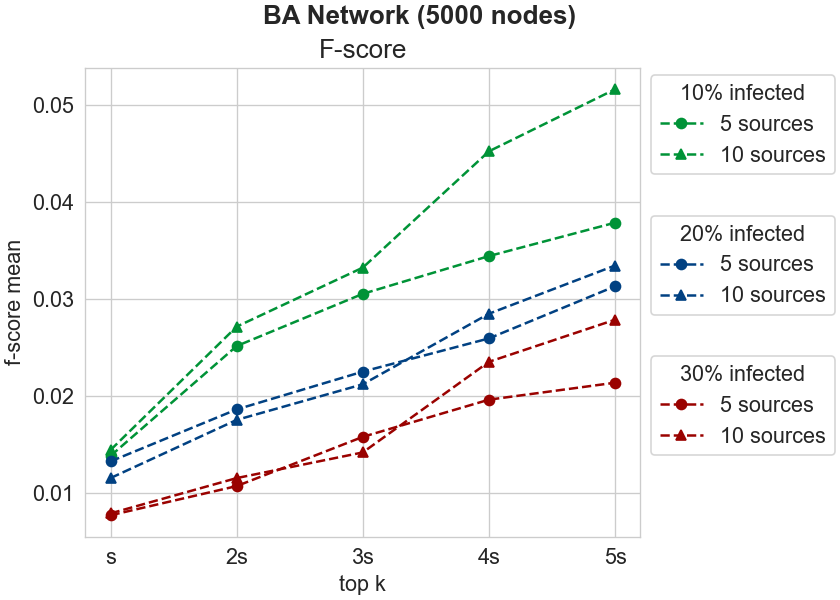 BA Network (5000 nodes)
F-score
0.05
0.04
0.03
0.02
0.01
f-score mean
s 2s 3s 4s 5s
top k
10% infected
5 sources
10 sources
20% infected
5 sources
10 sources
30% infected
5 sources
10 sources